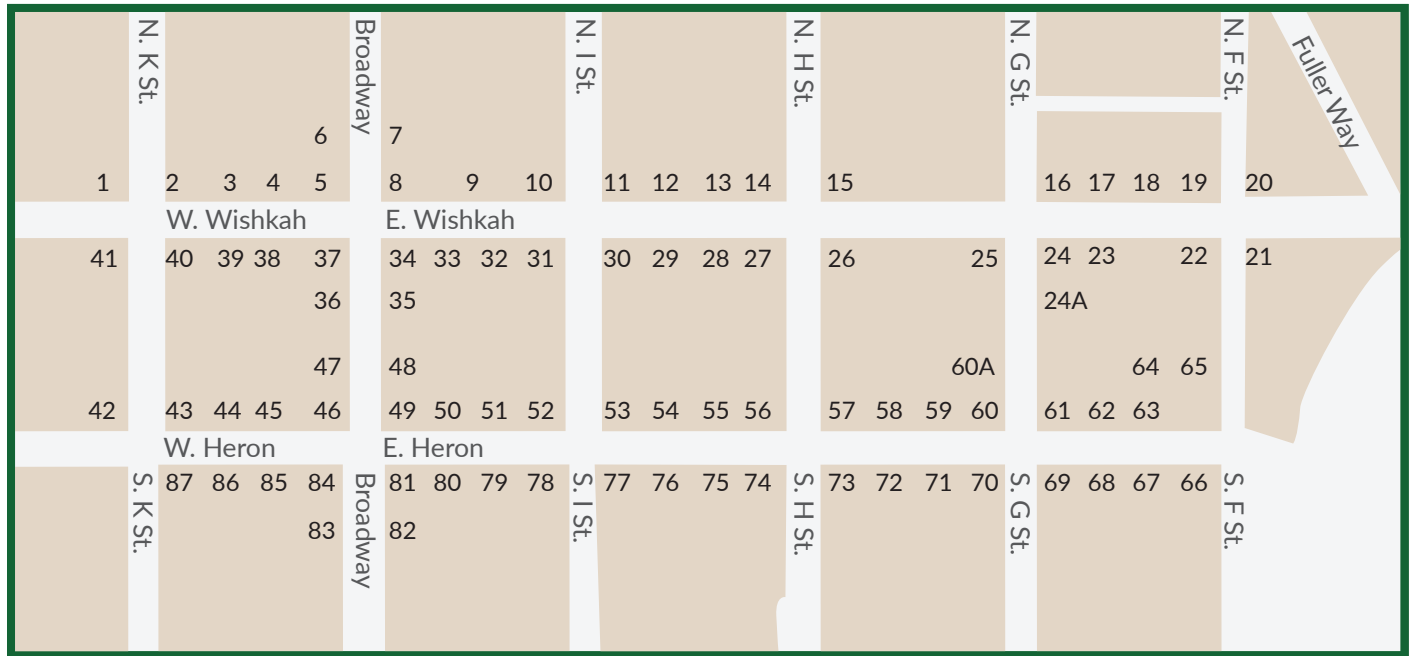 N. K St.
Broadway
N. I St.
N. H St.
N. G St.
N. F St.
Fuller Way
6 7
1 2 3 4 5 8 9 10 11 12 13 14 15 16 17 18 19 20
W. Wishkah E. Wishkah
41 40 39 38 37 34 33 32 31 30 29 28 27 26 25 24 23 22 21
36 35 24A
47 48 60A 64 65
42 43 44 45 46 49 50 51 52 53 54 55 56 57 58 59 60 61 62 63
W. Heron E. Heron
87 86 85 84 81 80 79 78 77 76 75 74 73 72 71 70 69 68 67 66
83 82
S. K St.
Broadway
S. I St.
S. H St.
S. G St.
S. F St.